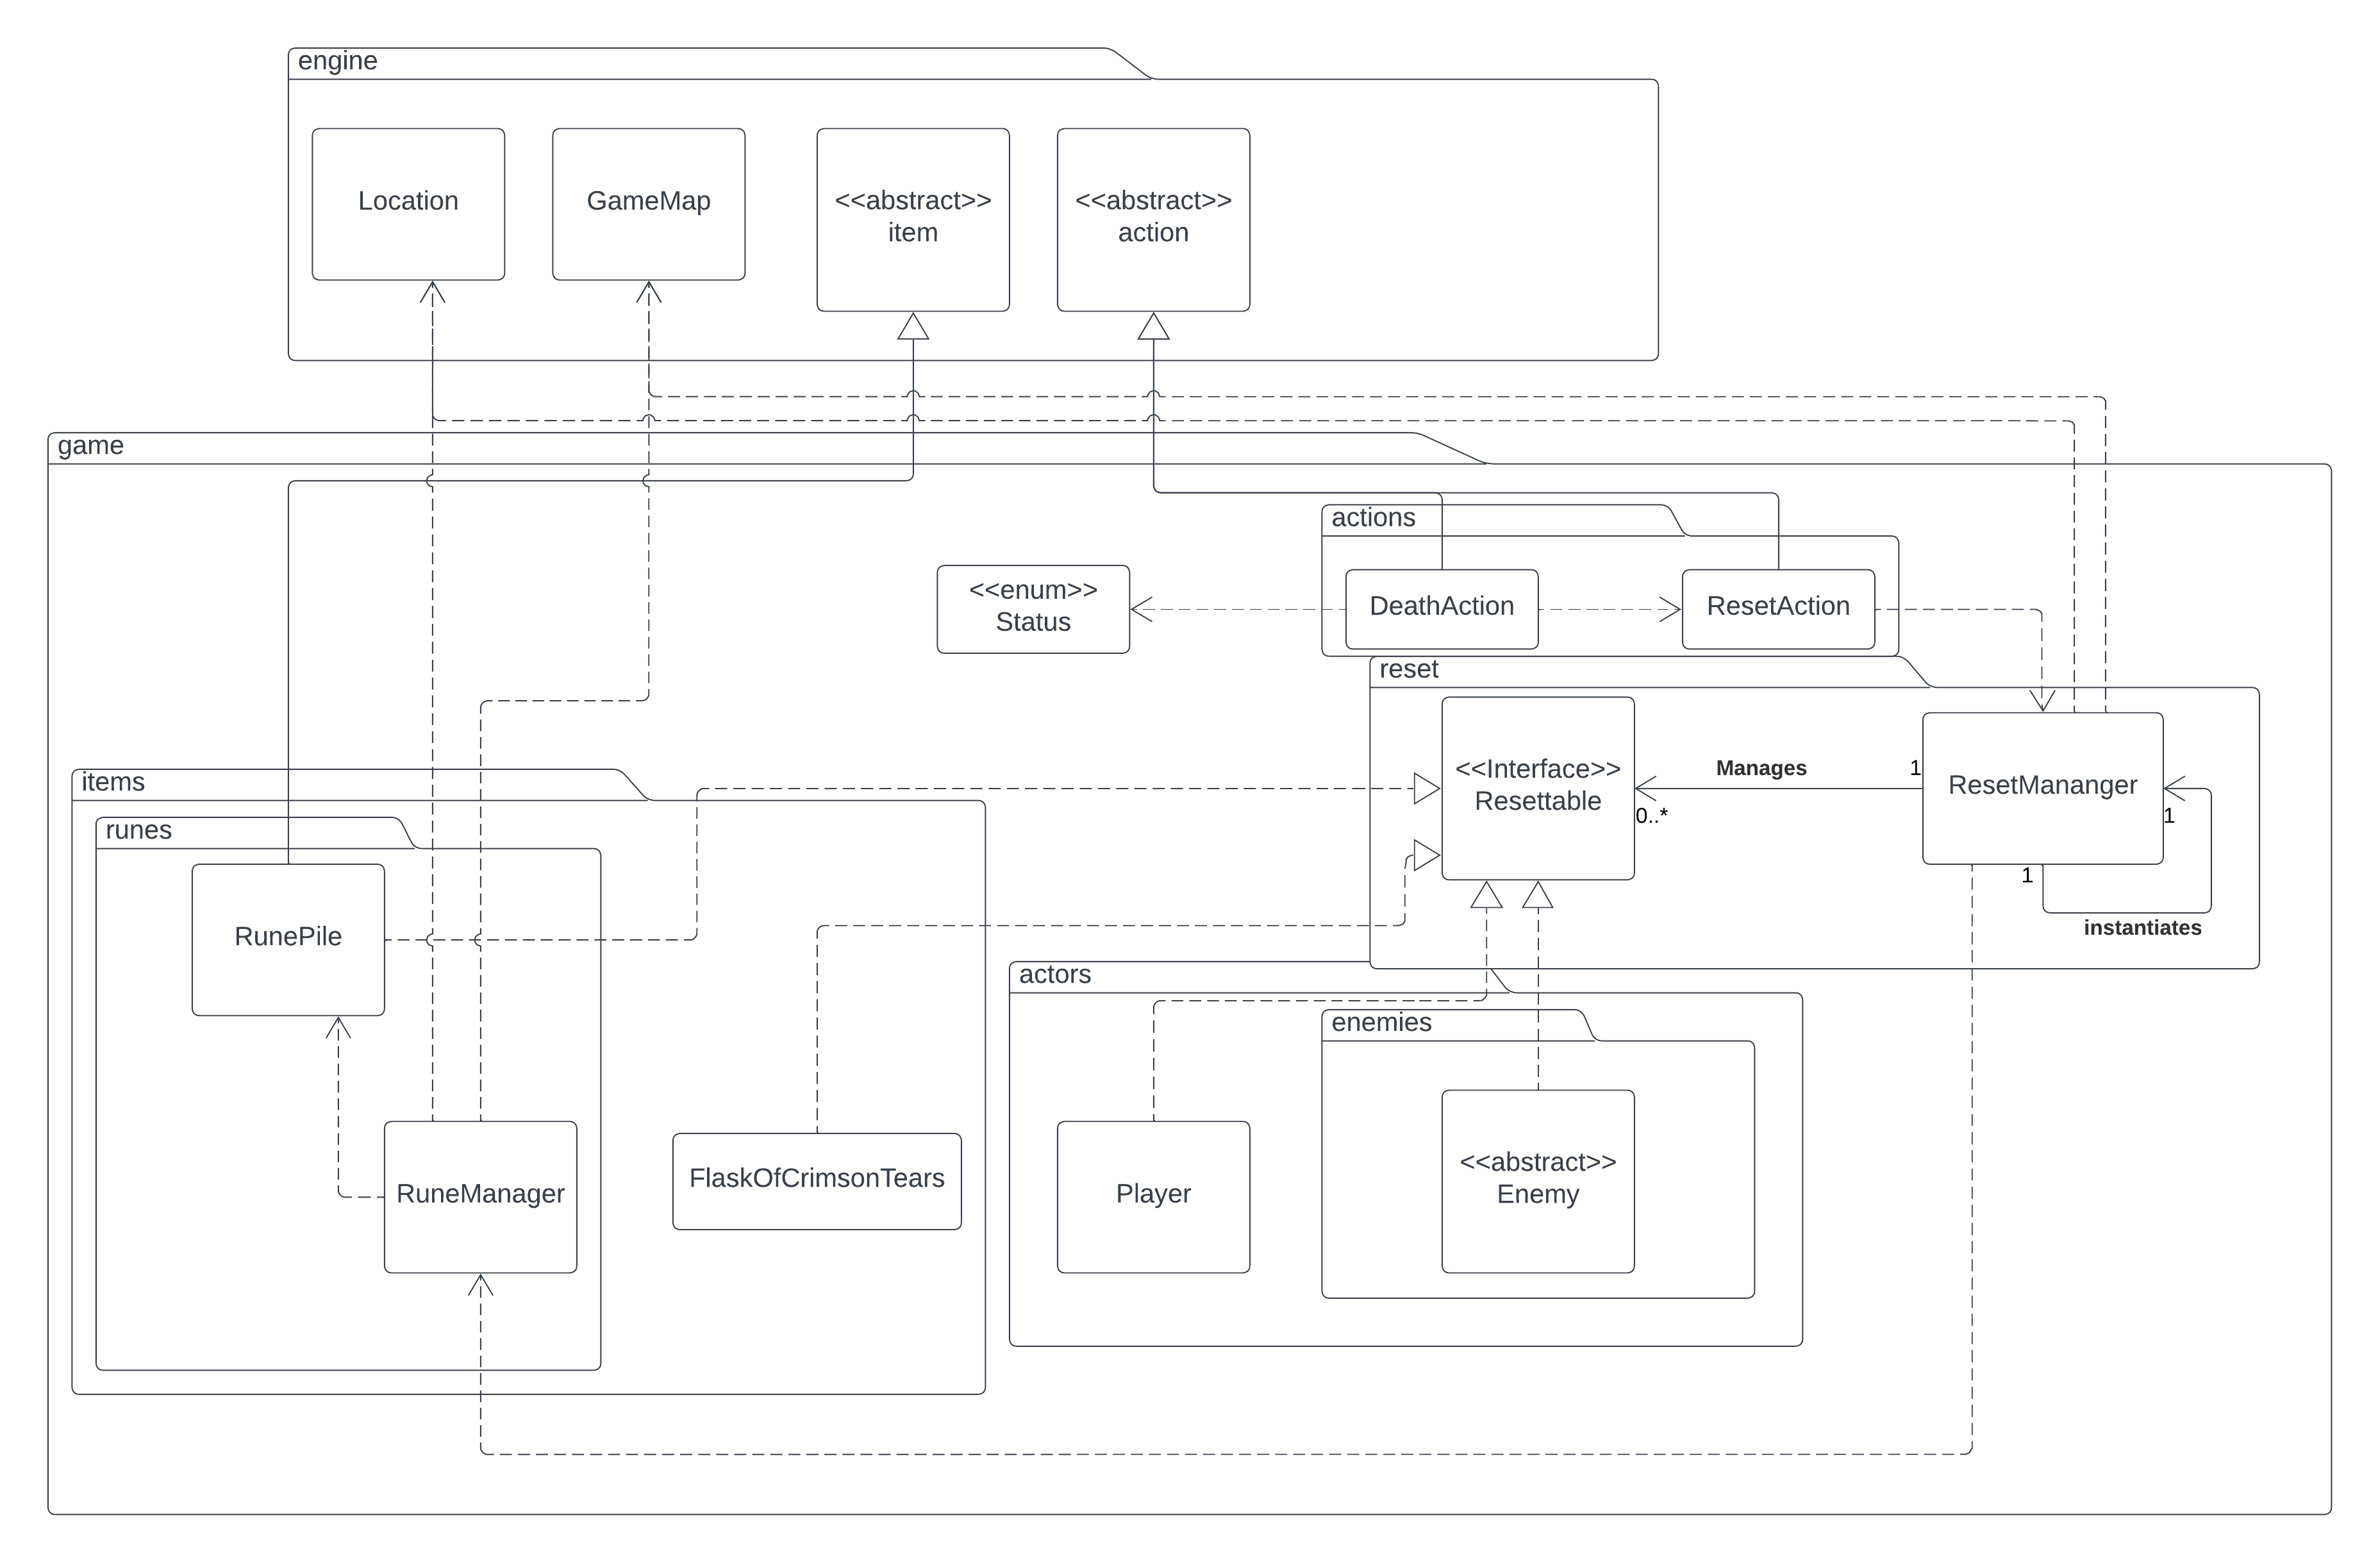 engine
Location
GameMap
<<abstract>>
item
<<abstract>>
action
game
actions
<<enum>>
Status
DeathAction
ResetAction
reset
<<Interface>>
Resettable
Manages
1
0..*
ResetMananger
1
1
instantiates
items
runes
RunePile
RuneManager
FlaskOfCrimsonTears
actors
Player
enemies
<<abstract>>
Enemy